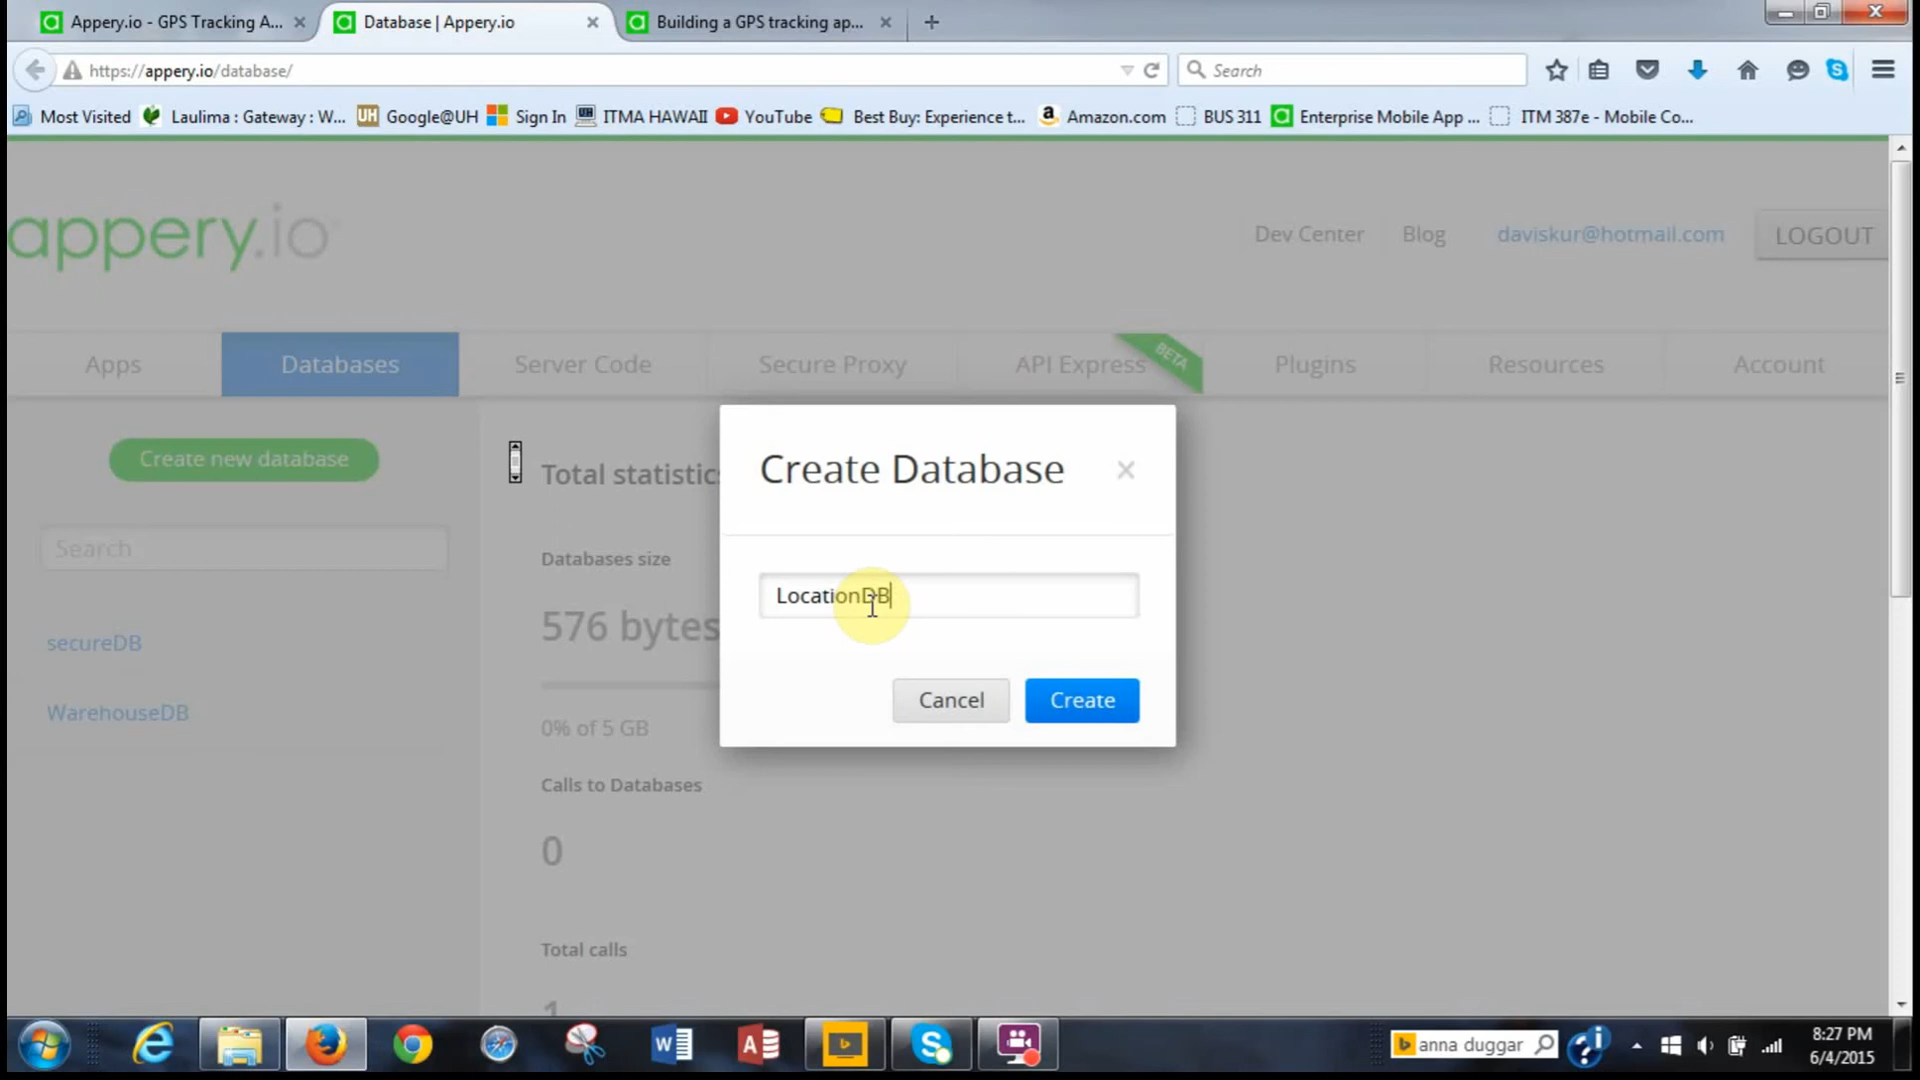 Appery.io - GPS Tracking A...
Database | Appery.io
Building a GPS tracking ap...
https://appery.io/database/
Search
Most Visited
Laulima : Gateway : W...
UH Google@UH
Sign In
ITMA HAWAII
YouTube
Best Buy: Experience t...
a Amazon.com
BUS 311
Enterprise Mobile App ...
ITM 387e - Mobile Co...
appery.io
Dev Center
Blog
daviskur@hotmail.com
LOGOUT
Apps
Databases
Server Code
Secure Proxy
API Express
BETA
Plugins
Resources
Account
Create new database
Search
secureDB
WarehouseDB
Total statistics
Databases size
576 bytes
0% of 5 GB
Calls to Databases
0
Total calls
1
Create Database
LocationDB
Cancel
Create
anna duggar
8:27 PM
6/4/2015